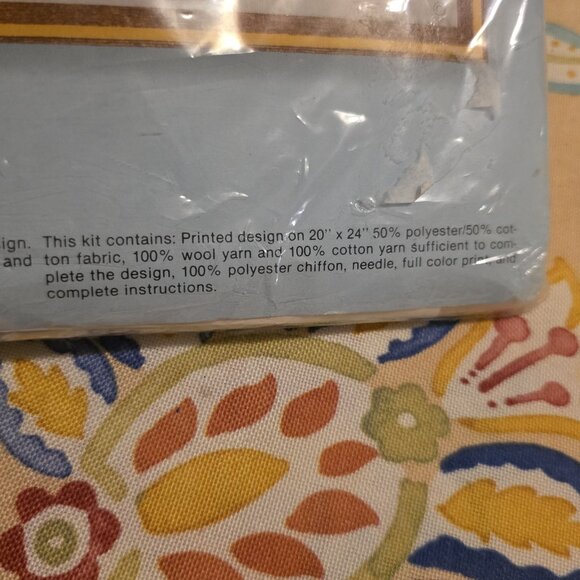 ign. This kit contains: Printed design on 20" x 24" 50% polyester/50% cot-
and ton fabric, 100% wool yarn and 100% cotton yarn sufficient to com-
plete the design, 100% polyester chiffon, needle, full color print, and
complete instructions.